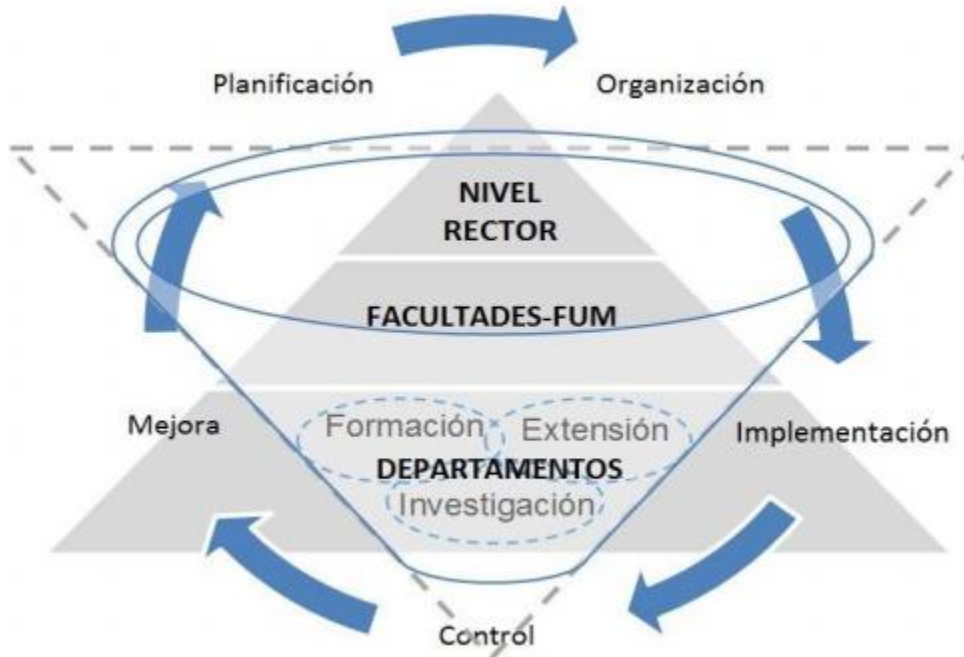 Planificación
Organización
NIVEL
RECTOR
FACULTADES-FUM
Mejora
Formación
Extensión
Implementación
DEPARTAMENTOS
Investigación
Control